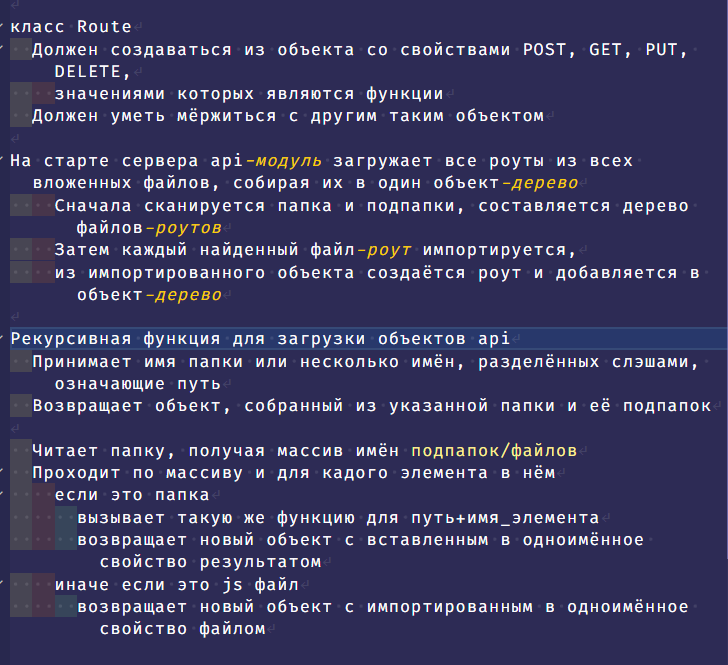 класс Route
Должен создаваться из объекта со свойствами POST, GET, PUT,
DELETE,
значениями которых являются функции
Должен уметь мёржиться с другим таким объектом
На старте сервера api-модуль загружает все роуты из всех
вложенных файлов, собирая их в один объект-дерево
Сначала сканируется папка и подпапки, составляется дерево
файлов-роутов
Затем каждый найденный файл-роут импортируется,
из импортированного объекта создаётся роут и добавляется в
объект-дерево
Рекурсивная функция для загрузки объектов api
Принимает имя папки или несколько имён, разделённых слэшами,
означающие путь
Возвращает объект, собранный из указанной папки и её подпапок
Читает папку, получая массив имён подпапок/файлов
Проходит по массиву и для кадого элемента в нём
если это папка
вызывает такую же функцию для путь+имя_элемента
возвращает новый объект с вставленным в одноимённое
свойство результатом
иначе если это js файл
возвращает новый объект с импортированным в одноимённое
свойство файлом